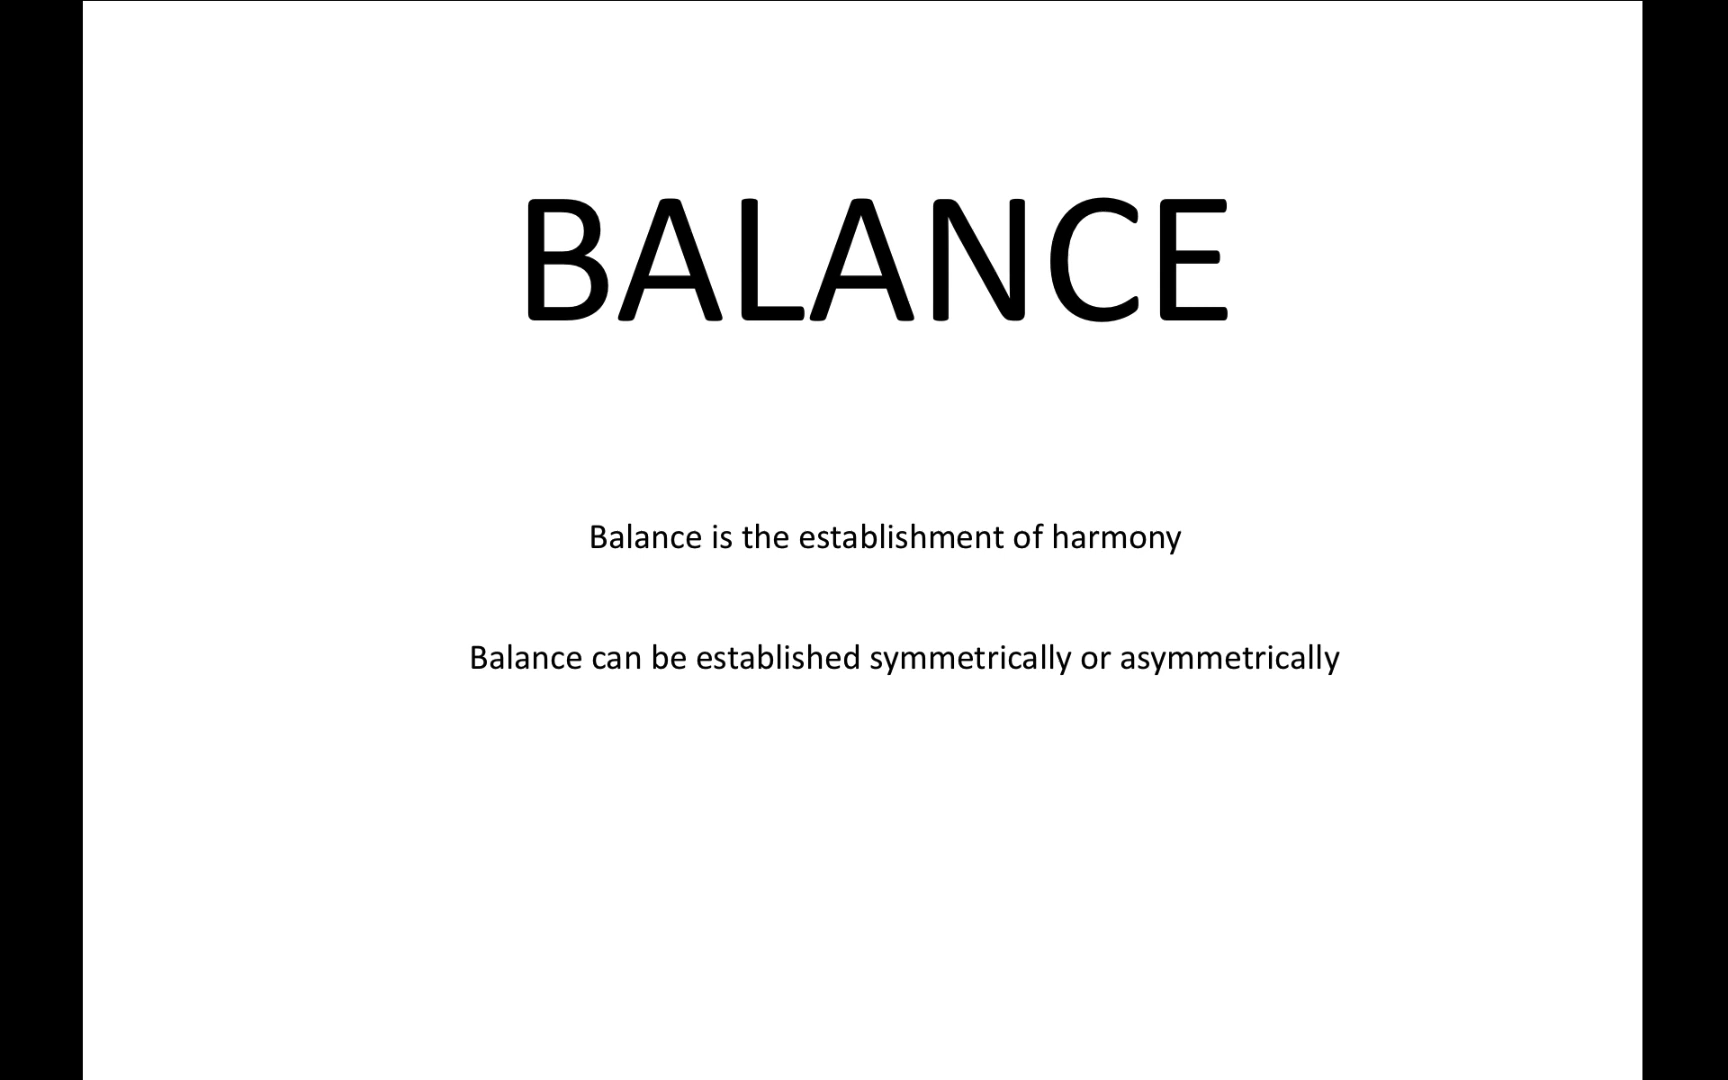 BALANCE
Balance is the establishment of harmony
Balance can be established symmetrically or asymmetrically